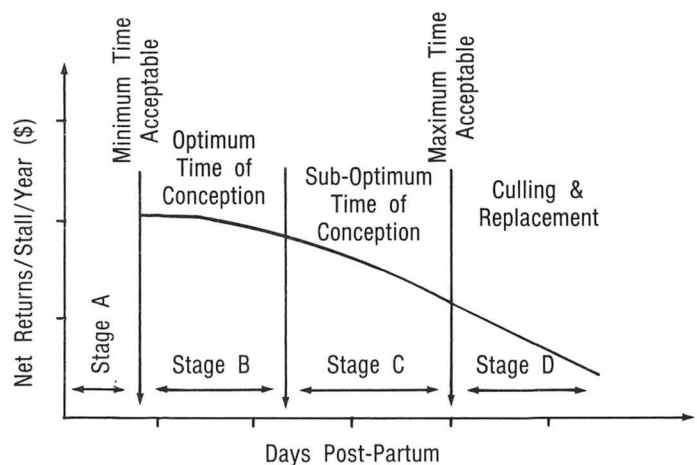 Net Returns/Stall/Year ($)
Minimum Time
Acceptable
Optimum
Time of
Conception
Sub-Optimum
Time of
Conception
Maximum Time
Acceptable
Culling &
Replacement
Stage A
Stage B
Stage C
Stage D
Days Post-Partum